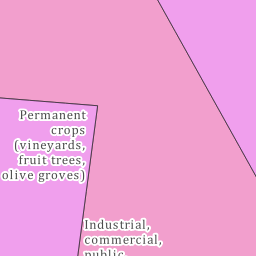 Permanent
crops
(vineyards,
fruit trees,
olive groves)
Industrial,
commercial,
public